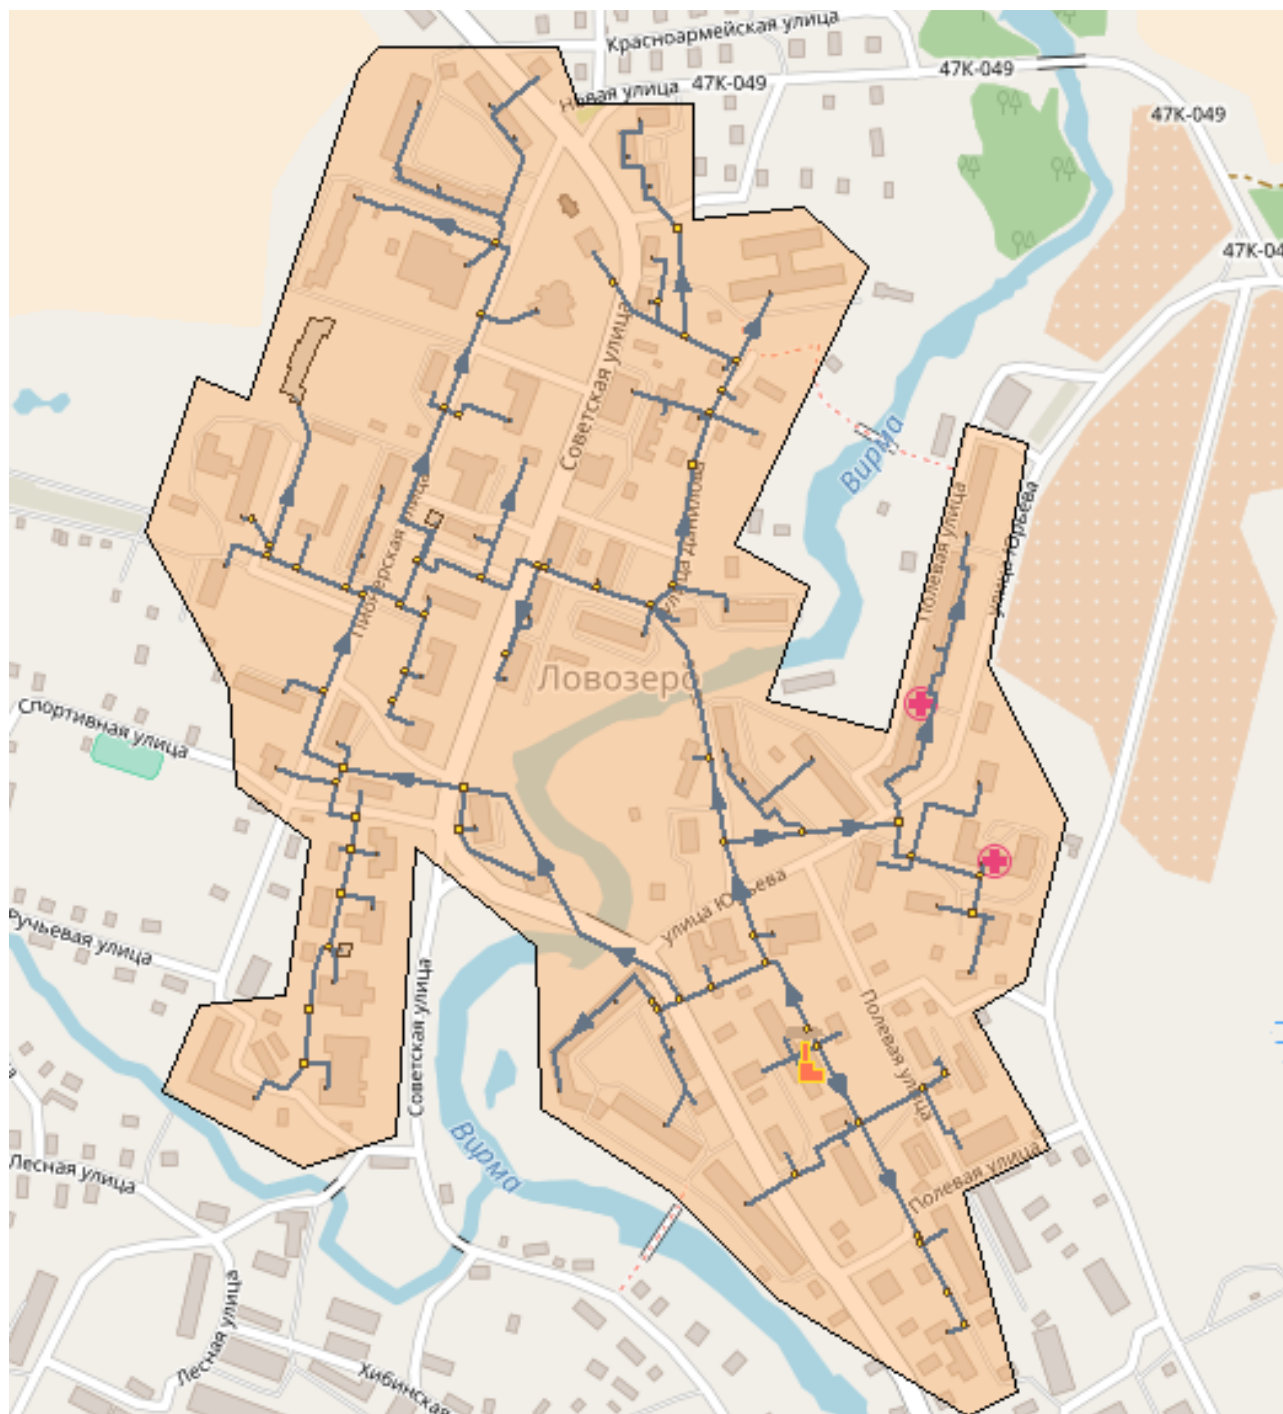 Красноармейская улица
47К-049
Новая улица
47К-049
47К-049
47К-04
Советская улица
Вирма
Полевая улица
улица Юрьева
улица Данилова
Пионерская улица
Ловозеро
Спортивная улица
улица Юрьева
Ручьевая улица
Советская улица
Полевая улица
Вирма
Полевая улица
Лесная улица
Лесная улица
Хибинская